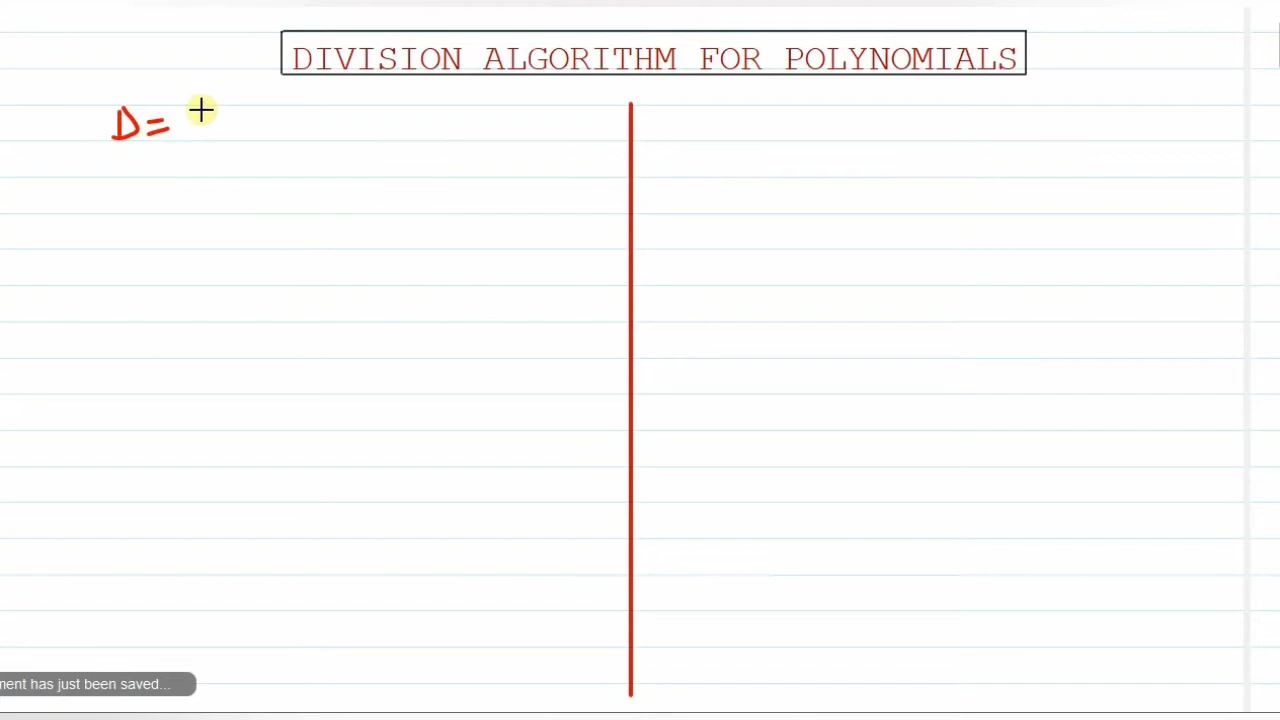 DIVISION ALGORITHM FOR POLYNOMIALS
D=
ment has just been saved...